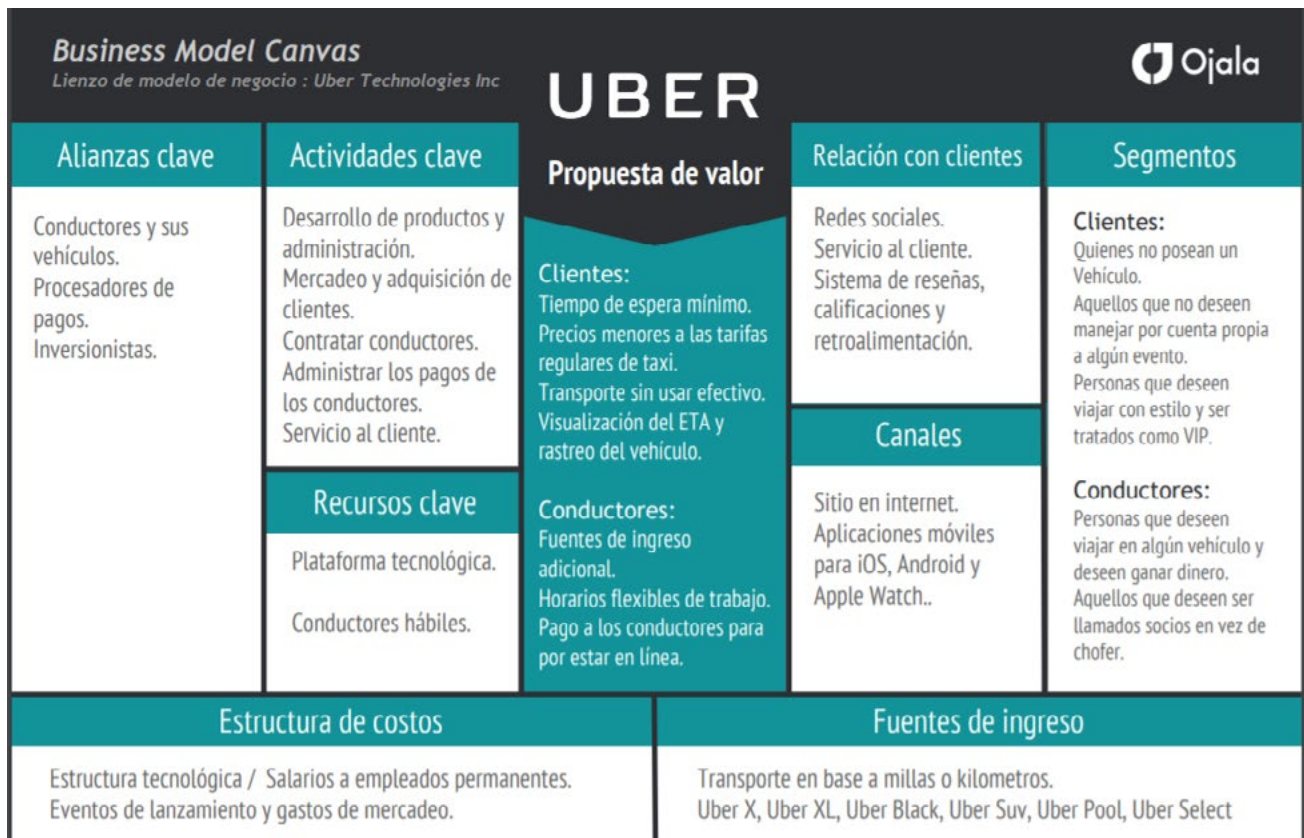 Business Model Canvas
Lienzo de modelo de negocio : Uber Technologies Inc
UBER
Ojala
Alianzas clave
Conductores y sus
vehículos.
Procesadores de
pagos.
Inversionistas.
Actividades clave
Desarrollo de productos y
administración.
Mercadeo y adquisición de
clientes.
Contratar conductores.
Administrar los pagos de
los conductores.
Servicio al cliente.
Recursos clave
Plataforma tecnológica.
Conductores hábiles.
Propuesta de valor
Clientes:
Tiempo de espera mínimo.
Precios menores a las tarifas
regulares de taxi.
Transporte sin usar efectivo.
Visualización del ETA y
rastreo del vehículo.
Conductores:
Fuentes de ingreso
adicional.
Horarios flexibles de trabajo.
Pago a los conductores para
por estar en línea.
Relación con clientes
Redes sociales.
Servicio al cliente.
Sistema de reseñas,
calificaciones y
retroalimentación.
Canales
Sitio en internet.
Aplicaciones móviles
para iOS, Android y
Apple Watch..
Segmentos
Clientes:
Quienes no posean un
Vehículo.
Aquellos que no deseen
manejar por cuenta propia
a algún evento.
Personas que deseen
viajar con estilo y ser
tratados como VIP.
Conductores:
Personas que deseen
viajar en algún vehículo y
deseen ganar dinero.
Aquellos que deseen ser
llamados socios en vez de
chofer.
Estructura de costos
Estructura tecnológica / Salarios a empleados permanentes.
Eventos de lanzamiento y gastos de mercadeo.
Fuentes de ingreso
Transporte en base a millas o kilometros.
Uber X, Uber XL, Uber Black, Uber Suv, Uber Pool, Uber Select